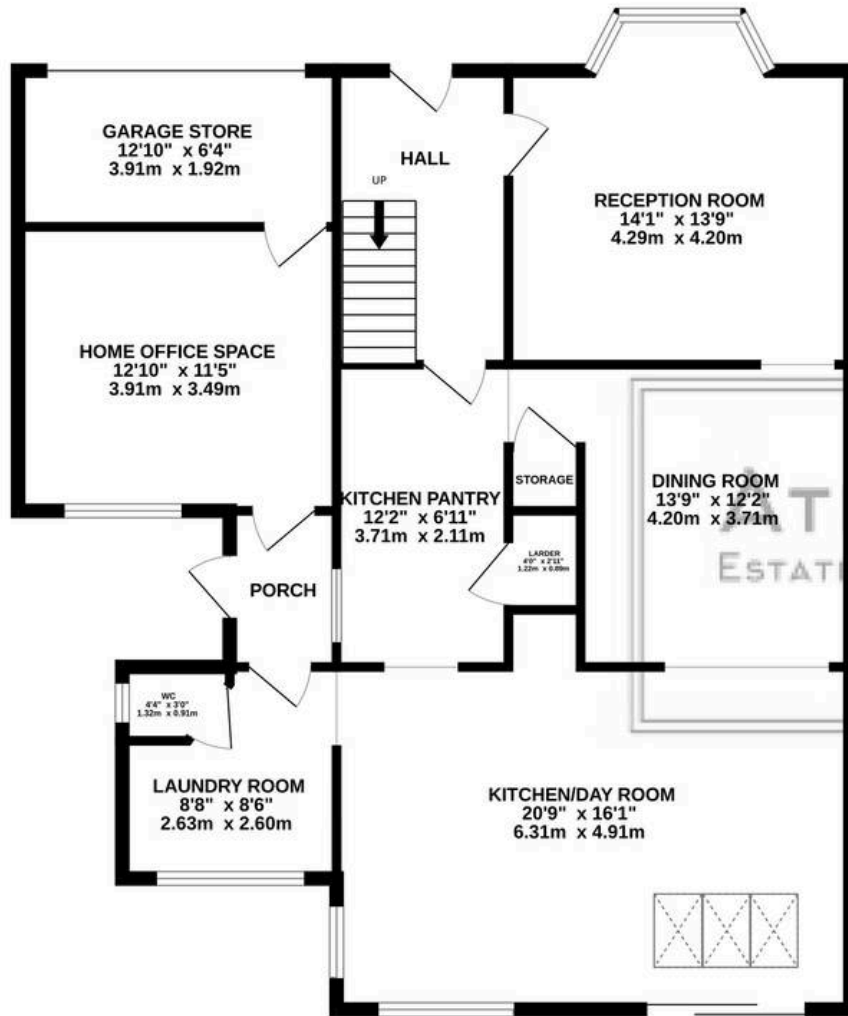 GARAGE STORE
12'10" x 6'4"
3.91m x 1.92m
HALL
UP
RECEPTION ROOM
14'1" x 13'9"
4.29m x 4.20m
HOME OFFICE SPACE
12'10" x 11'5"
3.91m x 3.49m
KITCHEN PANTRY
12'2" x 6'11"
3.71m x 2.11m
STORAGE
DINING ROOM
13'9" x 12'2"
4.20m x 3.71m
AT
ESTAT
LARDER
4'0" x 2'11"
1.22m x 0.89m
PORCH
WC
4'4" x 3'0"
1.32m x 0.91m
LAUNDRY ROOM
8'8" x 8'6"
2.63m x 2.60m
KITCHEN/DAY ROOM
20'9" x 16'1"
6.31m x 4.91m